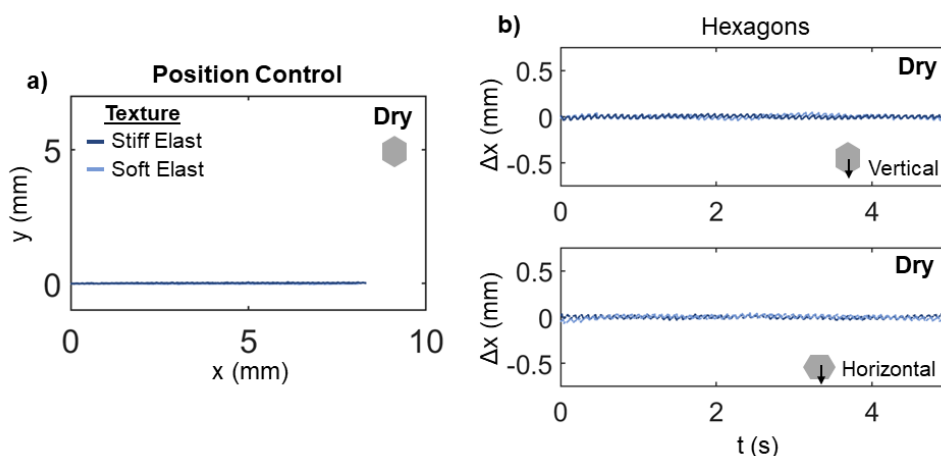 a)
Position Control
Texture
Stiff Elast
Soft Elast
Dry
y (mm)
5
0
0
5
10
x (mm)
b)
Hexagons
Δx (mm)
0.5
0
-0.5
Dry
Vertical
0
2
4
Δx (mm)
0.5
0
-0.5
Dry
Horizontal
0
2
4
t (s)